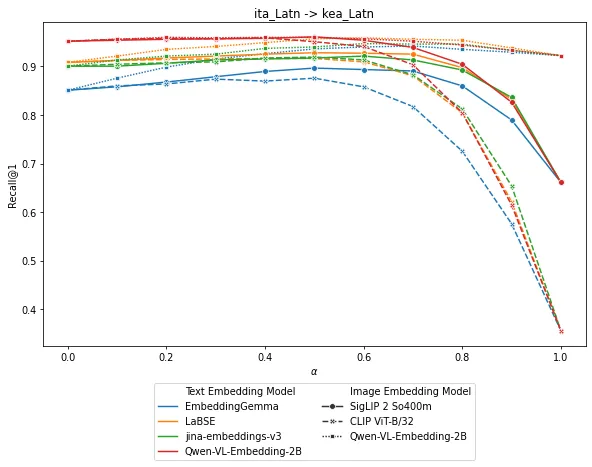 ita_Latn -> kea_Latn
Recall@1
0.9
0.8
0.7
0.6
0.5
0.4
0.0
0.2
0.4
0.6
0.8
1.0
α
Text Embedding Model
EmbeddingGemma
LaBSE
jina-embeddings-v3
Qwen-VL-Embedding-2B
Image Embedding Model
SigLIP 2 So400m
CLIP ViT-B/32
Qwen-VL-Embedding-2B